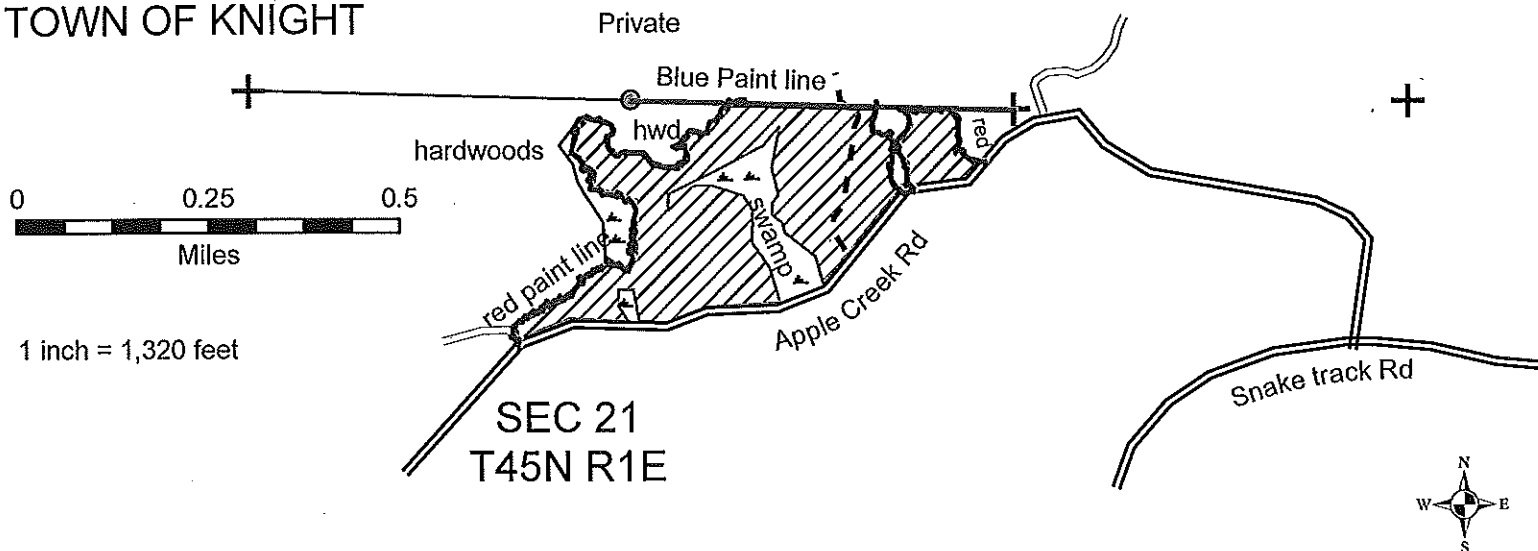 TOWN OF KNIGHT
Private
Blue Paint line
hardwoods
hwd
red
0 0.25 0.5
Miles
swamp
red paint line
Apple Creek Rd
1 inch = 1,320 feet
Snake track Rd
SEC 21
T45N R1E
N
W E
S